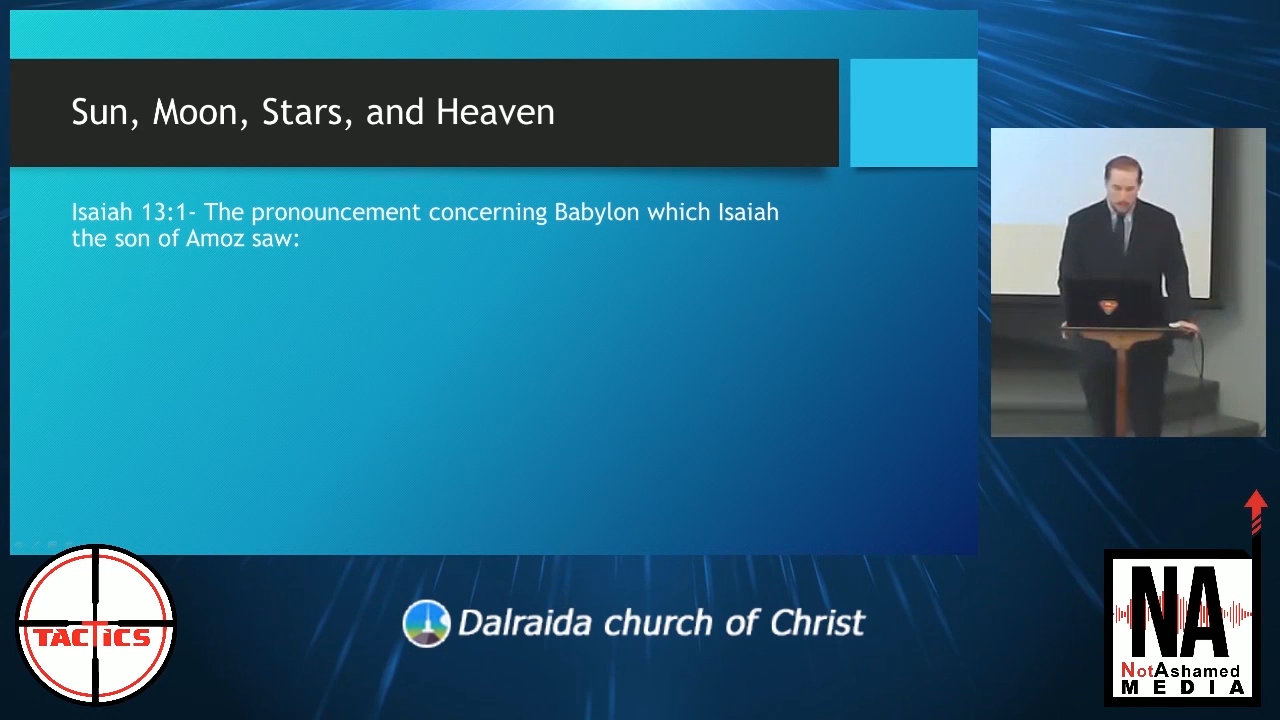 Sun, Moon, Stars, and Heaven
Isaiah 13:1- The pronouncement concerning Babylon which Isaiah
the son of Amoz saw:
TACTICS
Dalraida church of Christ
NA
NotAshamed
MEDIA